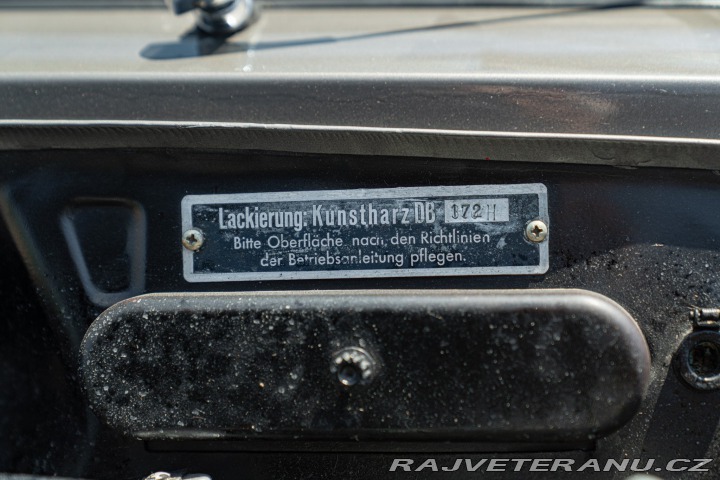 Lackierung: Kunstharz DB 172 H
Bitte Oberfläche nach den Richtlinien
der Betriebsanleitung pflegen.
RAJVETERANU.CZ